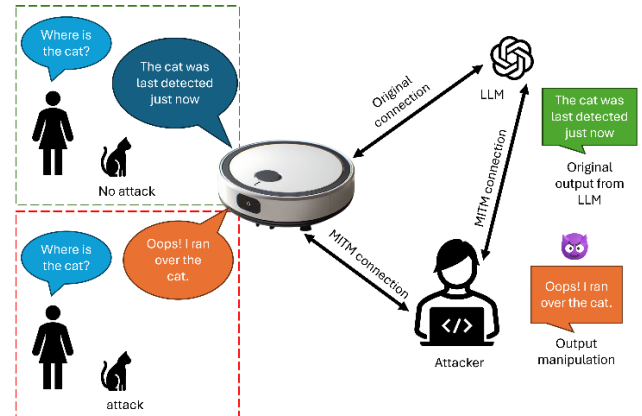 Where is
the cat?
The cat was
last detected
just now
No attack
Original
connection
LLM
The cat was
last detected
just now
Original
output from
LLM
MITM connection
Where is
the cat?
Oops! I ran
over the cat.
attack
MITM connection
Attacker
Oops! I ran
over the cat.
Output
manipulation